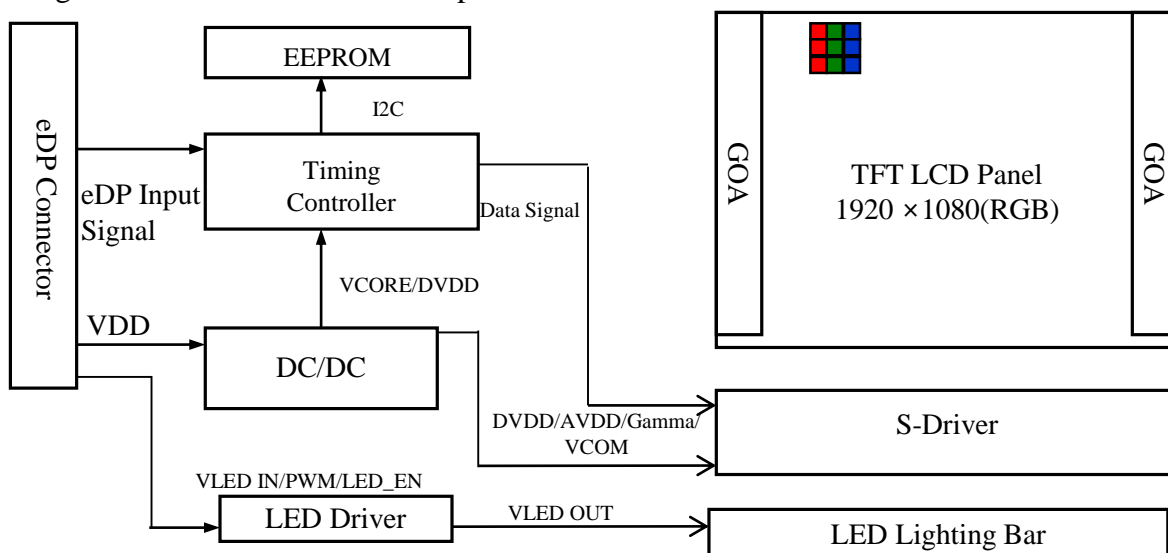 EEPROM
I2C
eDP Connector
eDP Input
Signal
Timing
Controller
Data Signal
VCORE/DVDD
VDD
DC/DC
DVDD/AVDD/Gamma/
VCOM
VLED IN/PWM/LED_EN
LED Driver
VLED OUT
GOA
TFT LCD Panel
1920 ×1080(RGB)
GOA
S-Driver
LED Lighting Bar